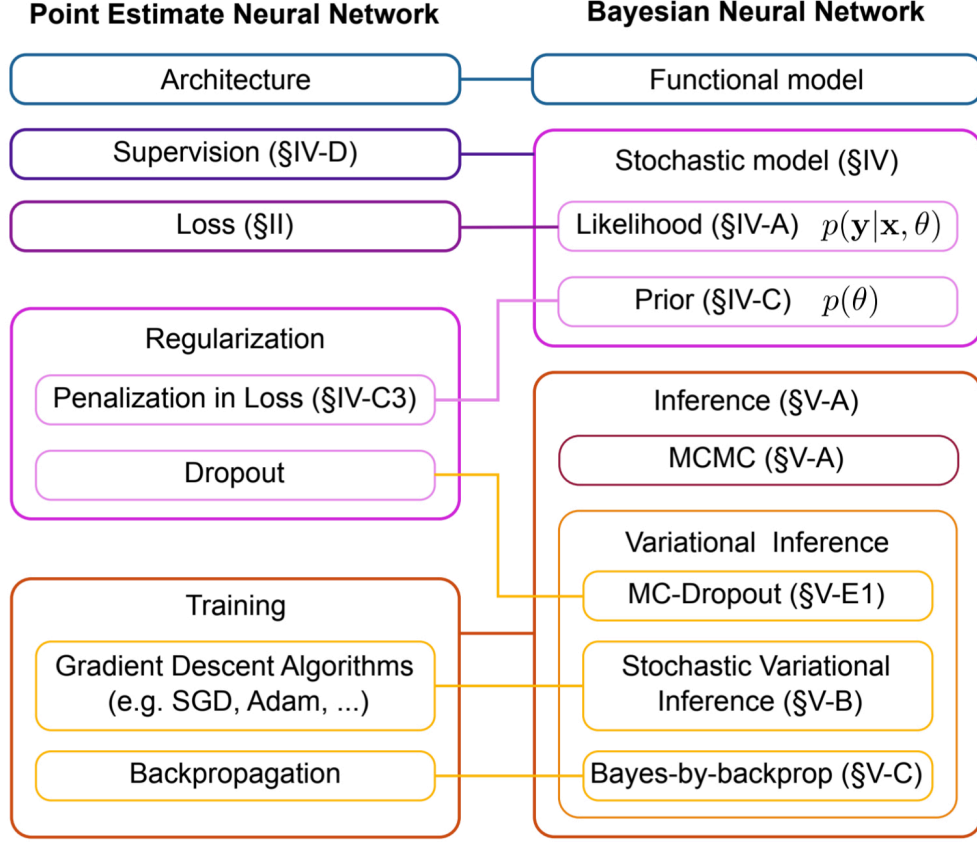 Point Estimate Neural Network
Bayesian Neural Network
Architecture
Functional model
Supervision (§IV-D)
Stochastic model (§IV)
Loss (§II)
Likelihood (§IV-A) p(y|x, θ)
Prior (§IV-C) p(θ)
Regularization
Penalization in Loss (§IV-C3)
Dropout
Inference (§V-A)
MCMC (§V-A)
Variational Inference
MC-Dropout (§V-E1)
Training
Gradient Descent Algorithms
(e.g. SGD, Adam, ...)
Stochastic Variational
Inference (§V-B)
Backpropagation
Bayes-by-backprop (§V-C)